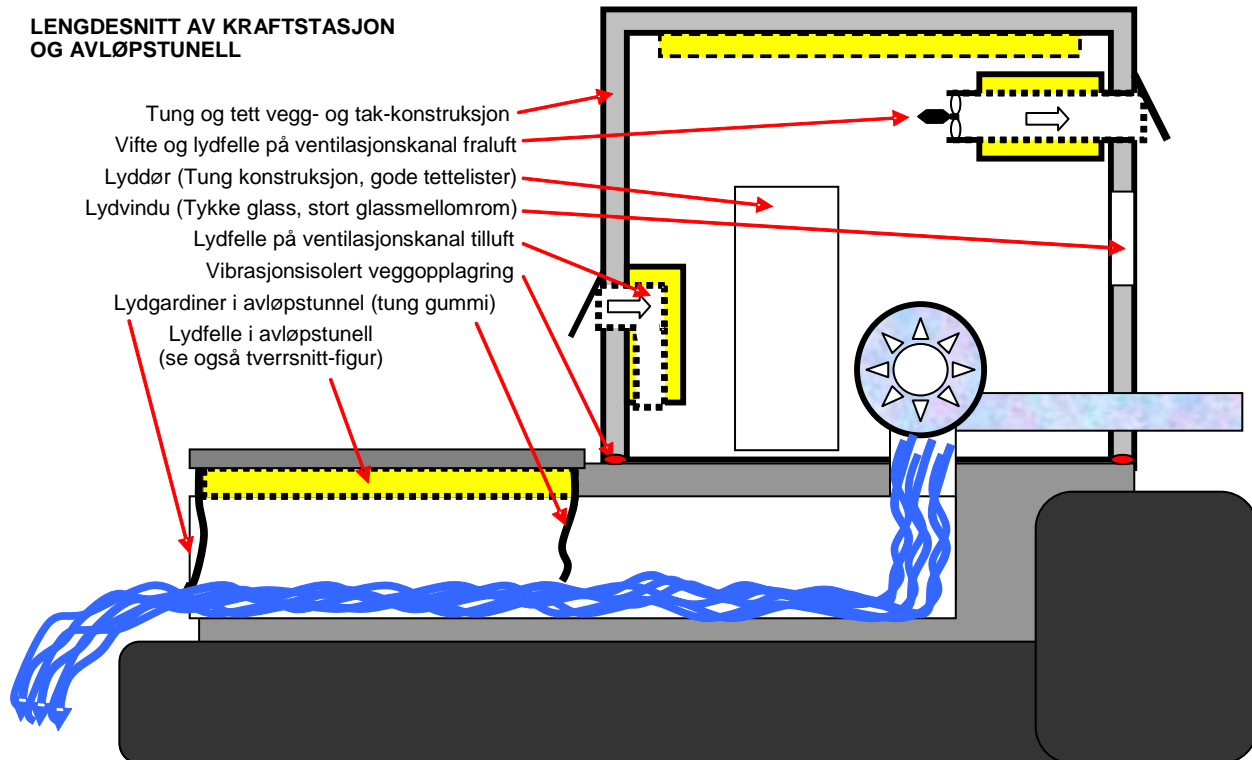 LENGDESNITT AV KRAFTSTASJON
OG AVLØPSTUNELL
Tung og tett vegg- og tak-konstruksjon
Vifte og lydfelle på ventilasjonskanal fraluft
Lyddør (Tung konstruksjon, gode tettelister)
Lydvindu (Tykke glass, stort glassmellomrom)
Lydfelle på ventilasjonskanal tilluft
Vibrasjonsisolert veggopplagring
Lydgardiner i avløpstunnel (tung gummi)
Lydfelle i avløpstunell
(se også tverrsnitt-figur)